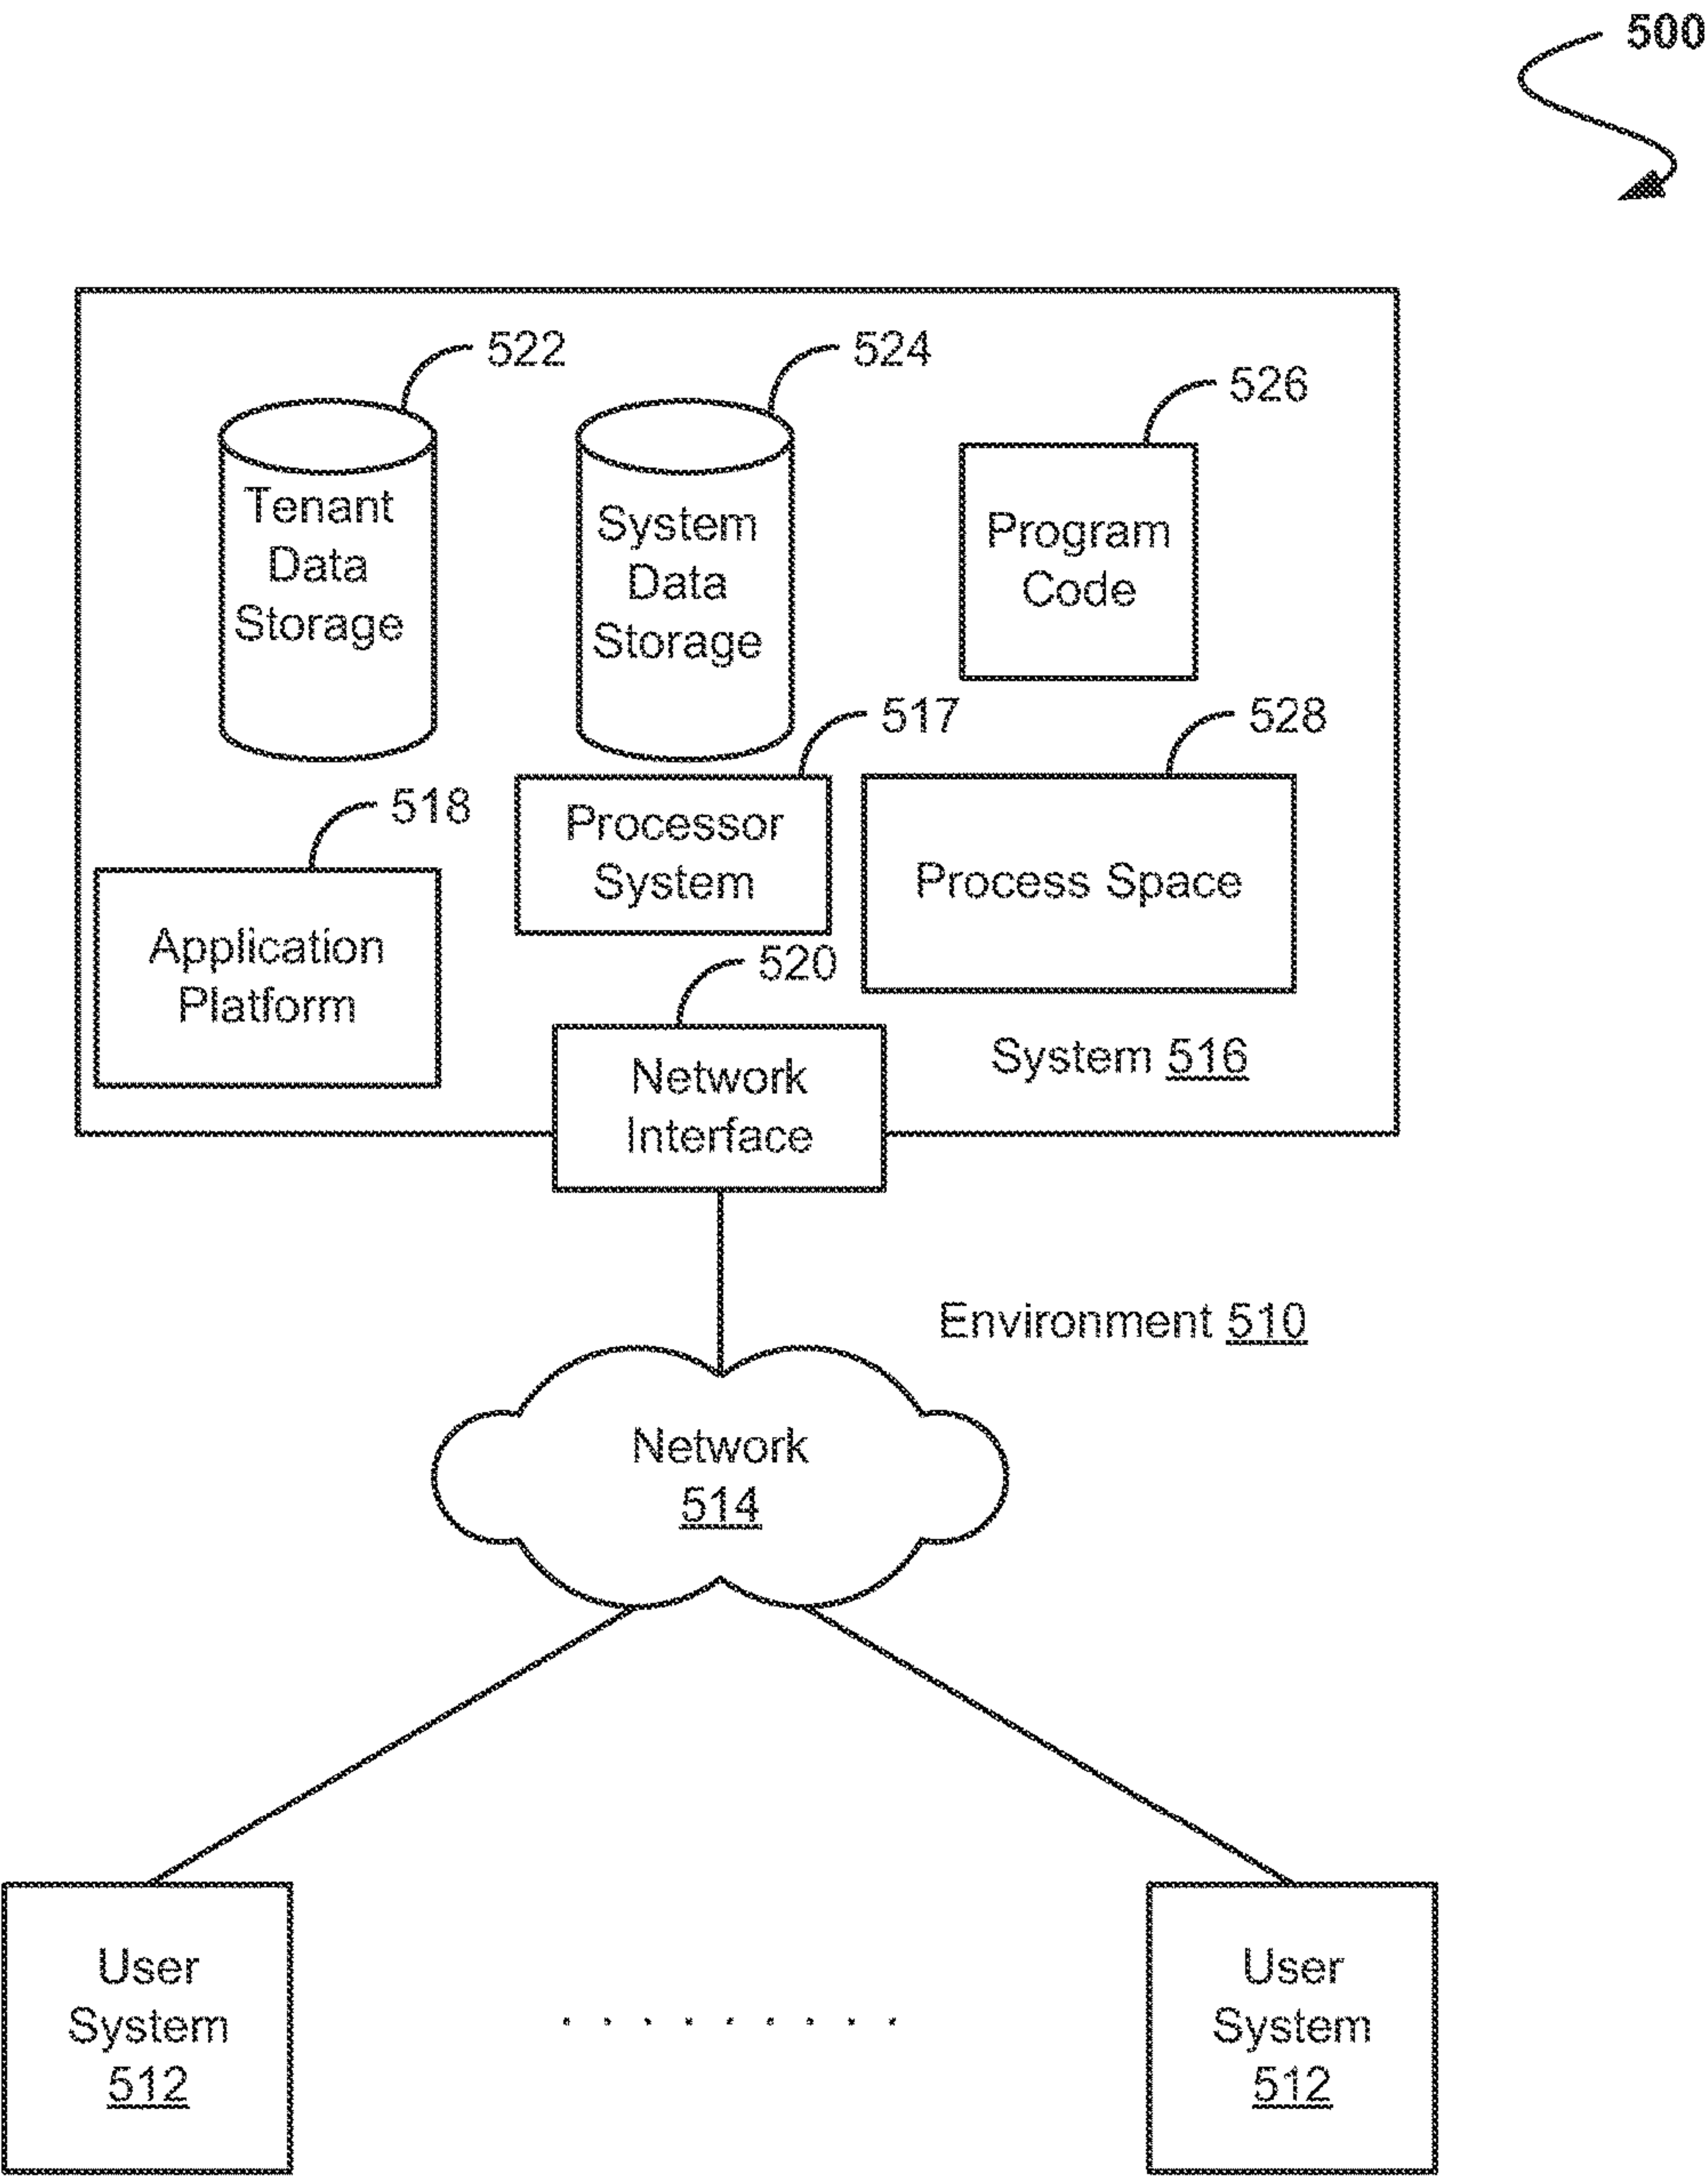 500
522
524
526
Tenant
Data
Storage
System
Data
Storage
Program
Code
517
528
518
Processor
System
Process Space
Application
Platform
520
Network
Interface
System 516
Environment 510
Network
514
User
System
512
User
System
512